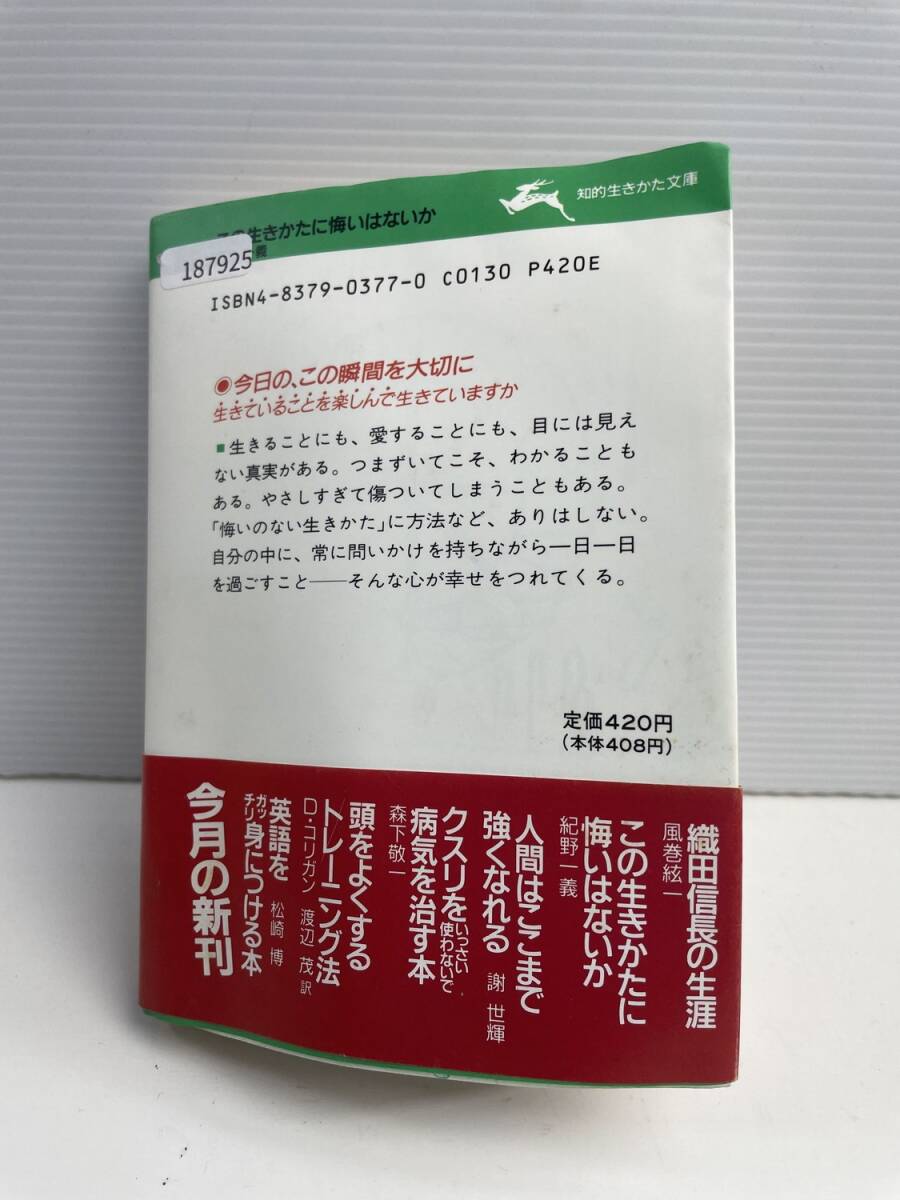 知的生きかた文庫
この生きかたに悔いはないか
義
187925
ISBN4-8379-0377-0 C0130 P420E
◉今日の、この瞬間を大切に
生きていることを楽しんで生きていますか
■生きることにも、愛することにも、目には見え
ない真実がある。つまずいてこそ、わかることも
ある。やさしすぎて傷ついてしまうこともある。
「悔いのない生きかた」に方法など、ありはしない。
自分の中に、常に問いかけを持ちながら一日一日
を過ごすこと――そんな心が幸せをつれてくる。
定価420円
(本体408円)
織田信長の生涯
風巻絃一
この生きかたに
悔いはないか
紀野一義
人間はここまで
強くなれる 謝世輝
クスリをいっさい使わないで
病気を治す本
森下敬一
頭をよくする
トレーニング法
D・コリガン 渡辺茂訳
英語を
ガッチリ身につける本 松崎博
今月の新刊